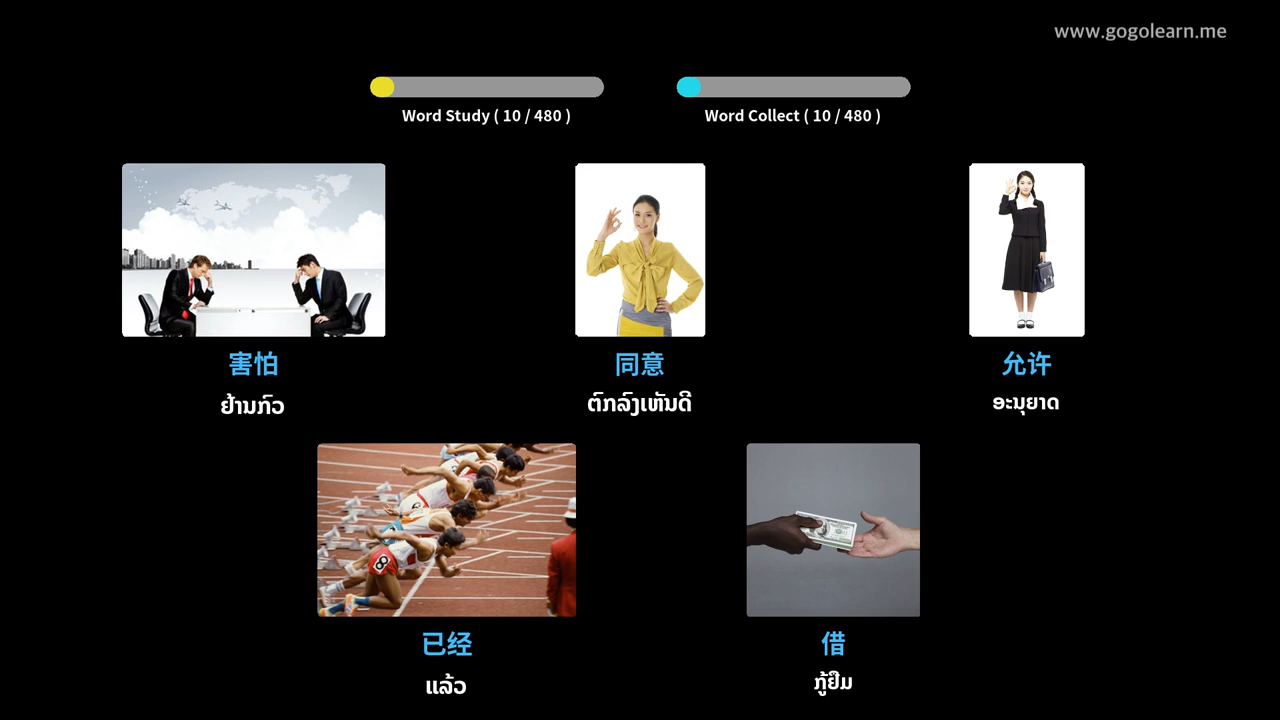 www.gogolearn.me
Word Study ( 10 / 480 )
Word Collect ( 10 / 480 )
害怕
同意
允许
ຢ້ານກົວ
ຕົກລົງເຫັນດີ
ອະນຸຍາດ
已经
借
ແລ້ວ
ກູ້ຢືມ
8